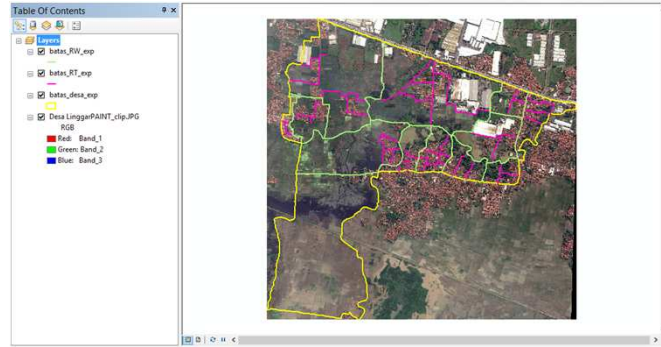 Table Of Contents
Layers
batas_RW_exp
batas_RT_exp
batas_desa_exp
Desa LinggarPAINT_clip.JPG
RGB
Red: Band_1
Green: Band_2
Blue: Band_3